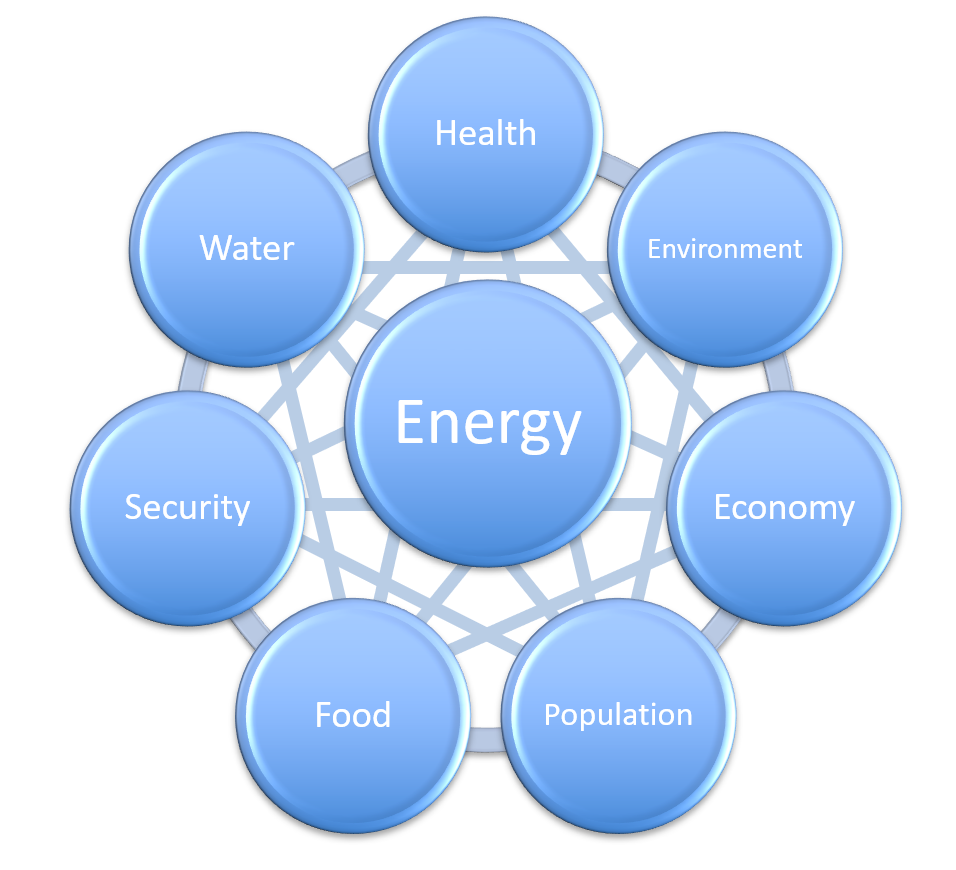 Health
Water
Environment
Energy
Security
Economy
Food
Population